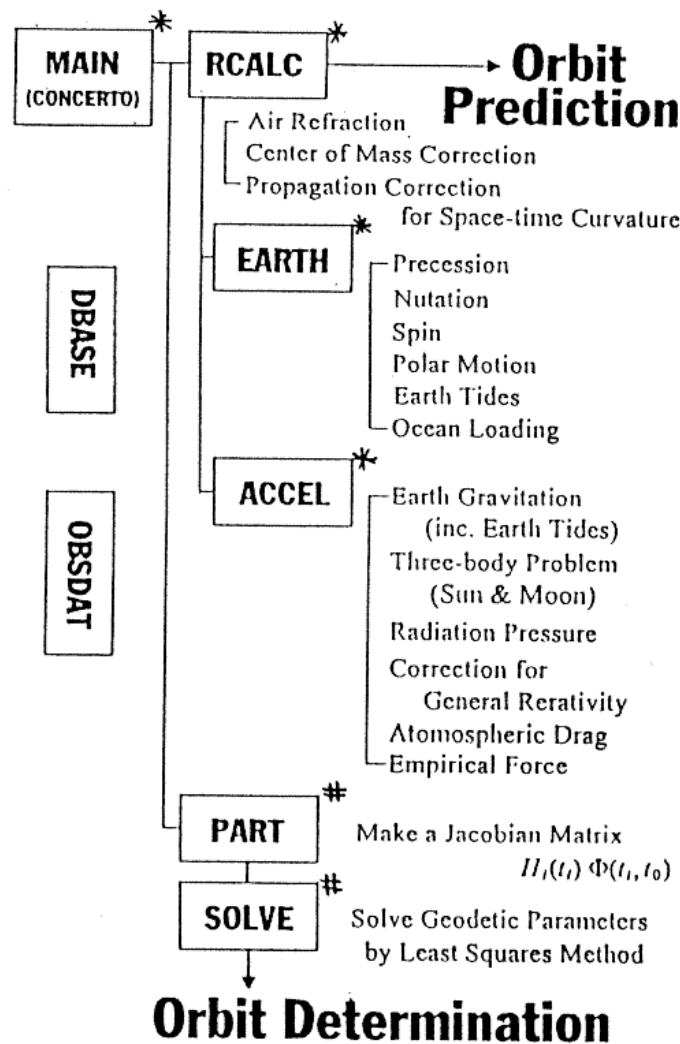 MAIN
(CONCERTO)
*
RCALC
*
Orbit
Prediction
Air Refraction
Center of Mass Correction
Propagation Correction
for Space-time Curvature
EARTH
*
Precession
Nutation
Spin
Polar Motion
Earth Tides
Ocean Loading
DBASE
ACCEL
*
Earth Gravitation
(inc. Earth Tides)
Three-body Problem
(Sun & Moon)
Radiation Pressure
Correction for
General Rerativity
Atomospheric Drag
Empirical Force
OBSDAT
PART
#
Make a Jacobian Matrix
Φ(tᵢ, t₀)
SOLVE
#
Solve Geodetic Parameters
by Least Squares Method
Orbit Determination